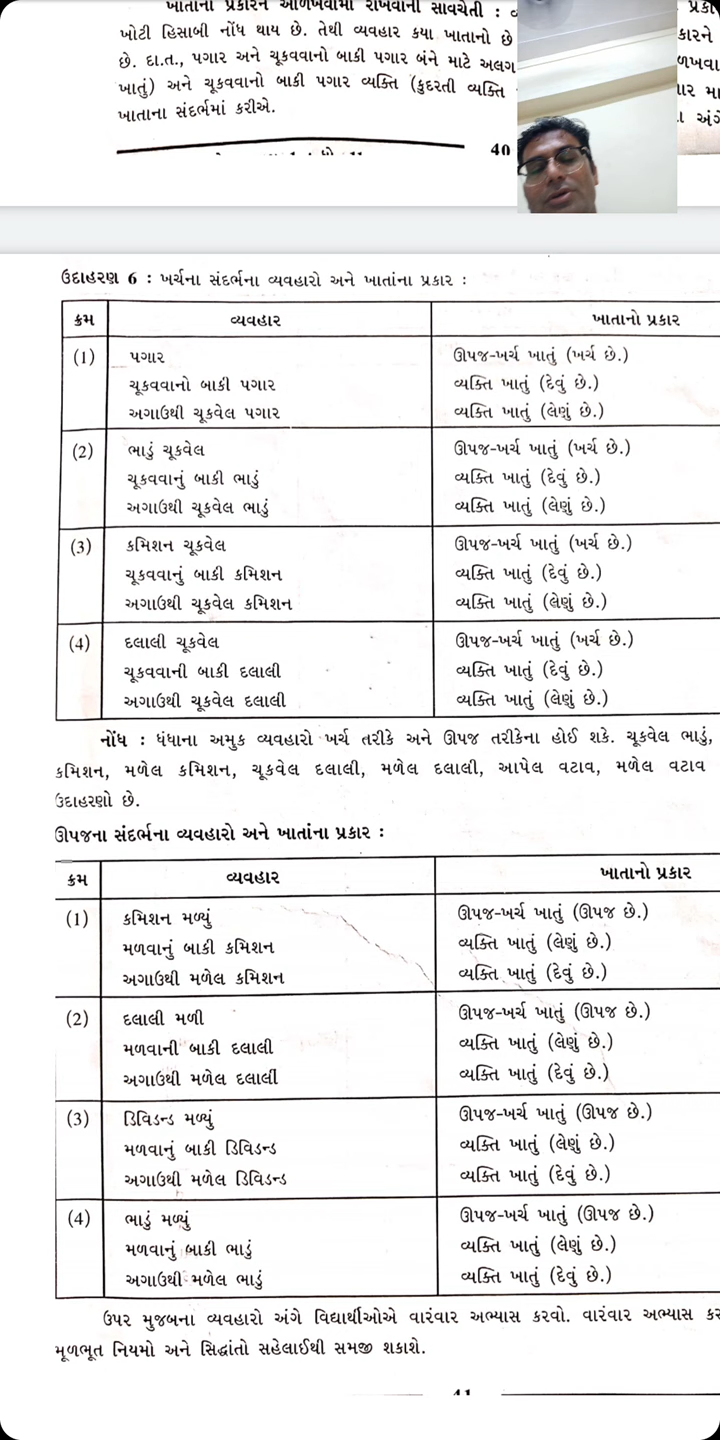 ખાતાના પ્રકારને ઓળખવામાં રાખવાની સાવચેતી :
ખોટી હિસાબી નોંધ થાય છે. તેથી વ્યવહાર કયા ખાતાનો છે
છે. દા.ત., પગાર અને ચૂકવવાનો બાકી પગાર બંને માટે અલગ
ખાતું) અને ચૂકવવાનો બાકી પગાર વ્યક્તિ (કુદરતી વ્યક્તિ
ખાતાના સંદર્ભમાં કરીએ.
કારને
અંગે
40
ઉદાહરણ 6 : ખર્ચના સંદર્ભના વ્યવહારો અને ખાતાંના પ્રકાર :
ક્રમ વ્યવહાર ખાતાનો પ્રકાર
(1) પગાર ઊપજ-ખર્ચ ખાતું (ખર્ચ છે.)
ચૂકવવાનો બાકી પગાર વ્યક્તિ ખાતું (દેવું છે.)
અગાઉથી ચૂકવેલ પગાર વ્યક્તિ ખાતું (લેણું છે.)
(2) ભાડું ચૂકવેલ ઊપજ-ખર્ચ ખાતું (ખર્ચ છે.)
ચૂકવવાનું બાકી ભાડું વ્યક્તિ ખાતું (દેવું છે.)
અગાઉથી ચૂકવેલ ભાડું વ્યક્તિ ખાતું (લેણું છે.)
(3) કમિશન ચૂકવેલ ઊપજ-ખર્ચ ખાતું (ખર્ચ છે.)
ચૂકવવાનું બાકી કમિશન વ્યક્તિ ખાતું (દેવું છે.)
અગાઉથી ચૂકવેલ કમિશન વ્યક્તિ ખાતું (લેણું છે.)
(4) દલાલી ચૂકવેલ ઊપજ-ખર્ચ ખાતું (ખર્ચ છે.)
ચૂકવવાની બાકી દલાલી વ્યક્તિ ખાતું (દેવું છે.)
અગાઉથી ચૂકવેલ દલાલી વ્યક્તિ ખાતું (લેણું છે.)
નોંધ : ધંધાના અમુક વ્યવહારો ખર્ચ તરીકે અને ઊપજ તરીકેના હોઈ શકે. ચૂકવેલ ભાડું,
કમિશન, મળેલ કમિશન, ચૂકવેલ દલાલી, મળેલ દલાલી, આપેલ વટાવ, મળેલ વટાવ
ઉદાહરણો છે.
ઊપજના સંદર્ભના વ્યવહારો અને ખાતાંના પ્રકાર :
ક્રમ વ્યવહાર ખાતાનો પ્રકાર
(1) કમિશન મળ્યું ઊપજ-ખર્ચ ખાતું (ઊપજ છે.)
મળવાનું બાકી કમિશન વ્યક્તિ ખાતું (લેણું છે.)
અગાઉથી મળેલ કમિશન વ્યક્તિ ખાતું (દેવું છે.)
(2) દલાલી મળી ઊપજ-ખર્ચ ખાતું (ઊપજ છે.)
મળવાની બાકી દલાલી વ્યક્તિ ખાતું (લેણું છે.)
અગાઉથી મળેલ દલાલી વ્યક્તિ ખાતું (દેવું છે.)
(3) ડિવિડન્ડ મળ્યું ઊપજ-ખર્ચ ખાતું (ઊપજ છે.)
મળવાનું બાકી ડિવિડન્ડ વ્યક્તિ ખાતું (લેણું છે.)
અગાઉથી મળેલ ડિવિડન્ડ વ્યક્તિ ખાતું (દેવું છે.)
(4) ભાડું મળ્યું ઊપજ-ખર્ચ ખાતું (ઊપજ છે.)
મળવાનું બાકી ભાડું વ્યક્તિ ખાતું (લેણું છે.)
અગાઉથી મળેલ ભાડું વ્યક્તિ ખાતું (દેવું છે.)
ઉપર મુજબના વ્યવહારો અંગે વિદ્યાર્થીઓએ વારંવાર અભ્યાસ કરવો. વારંવાર અભ્યાસ
મૂળભૂત નિયમો અને સિદ્ધાંતો સહેલાઈથી સમજી શકાશે.